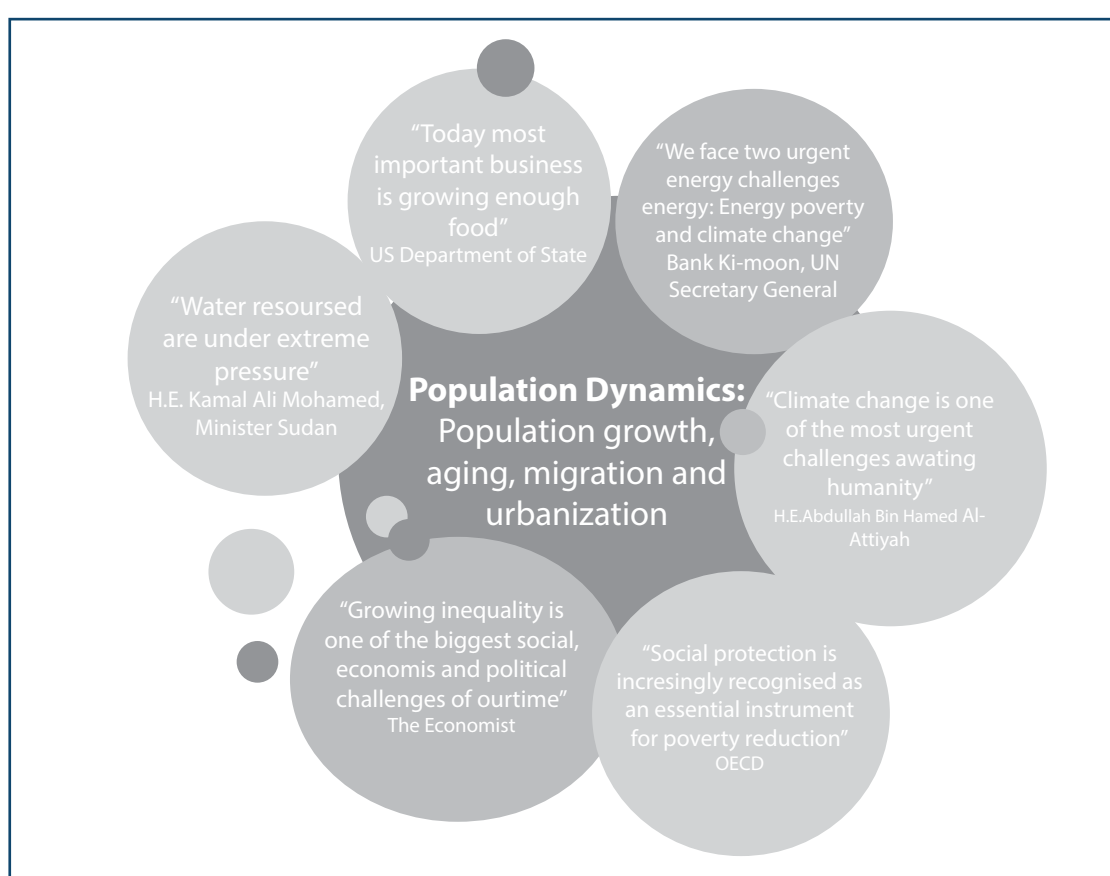 “Today most
important business
is growing enough
food”
US Department of State
“We face two urgent
energy challenges
energy: Energy poverty
and climate change”
Bank Ki-moon, UN
Secretary General
“Water resoursed
are under extreme
pressure”
H.E. Kamal Ali Mohamed,
Minister Sudan
Population Dynamics:
Population growth,
aging, migration and
urbanization
“Climate change is one
of the most urgent
challenges awating
humanity”
H.E.Abdullah Bin Hamed Al-
Attiyah
“Growing inequality is
one of the biggest social,
economis and political
challenges of ourtime”
The Economist
“Social protection is
incresingly recognised as
an essential instrument
for poverty reduction”
OECD